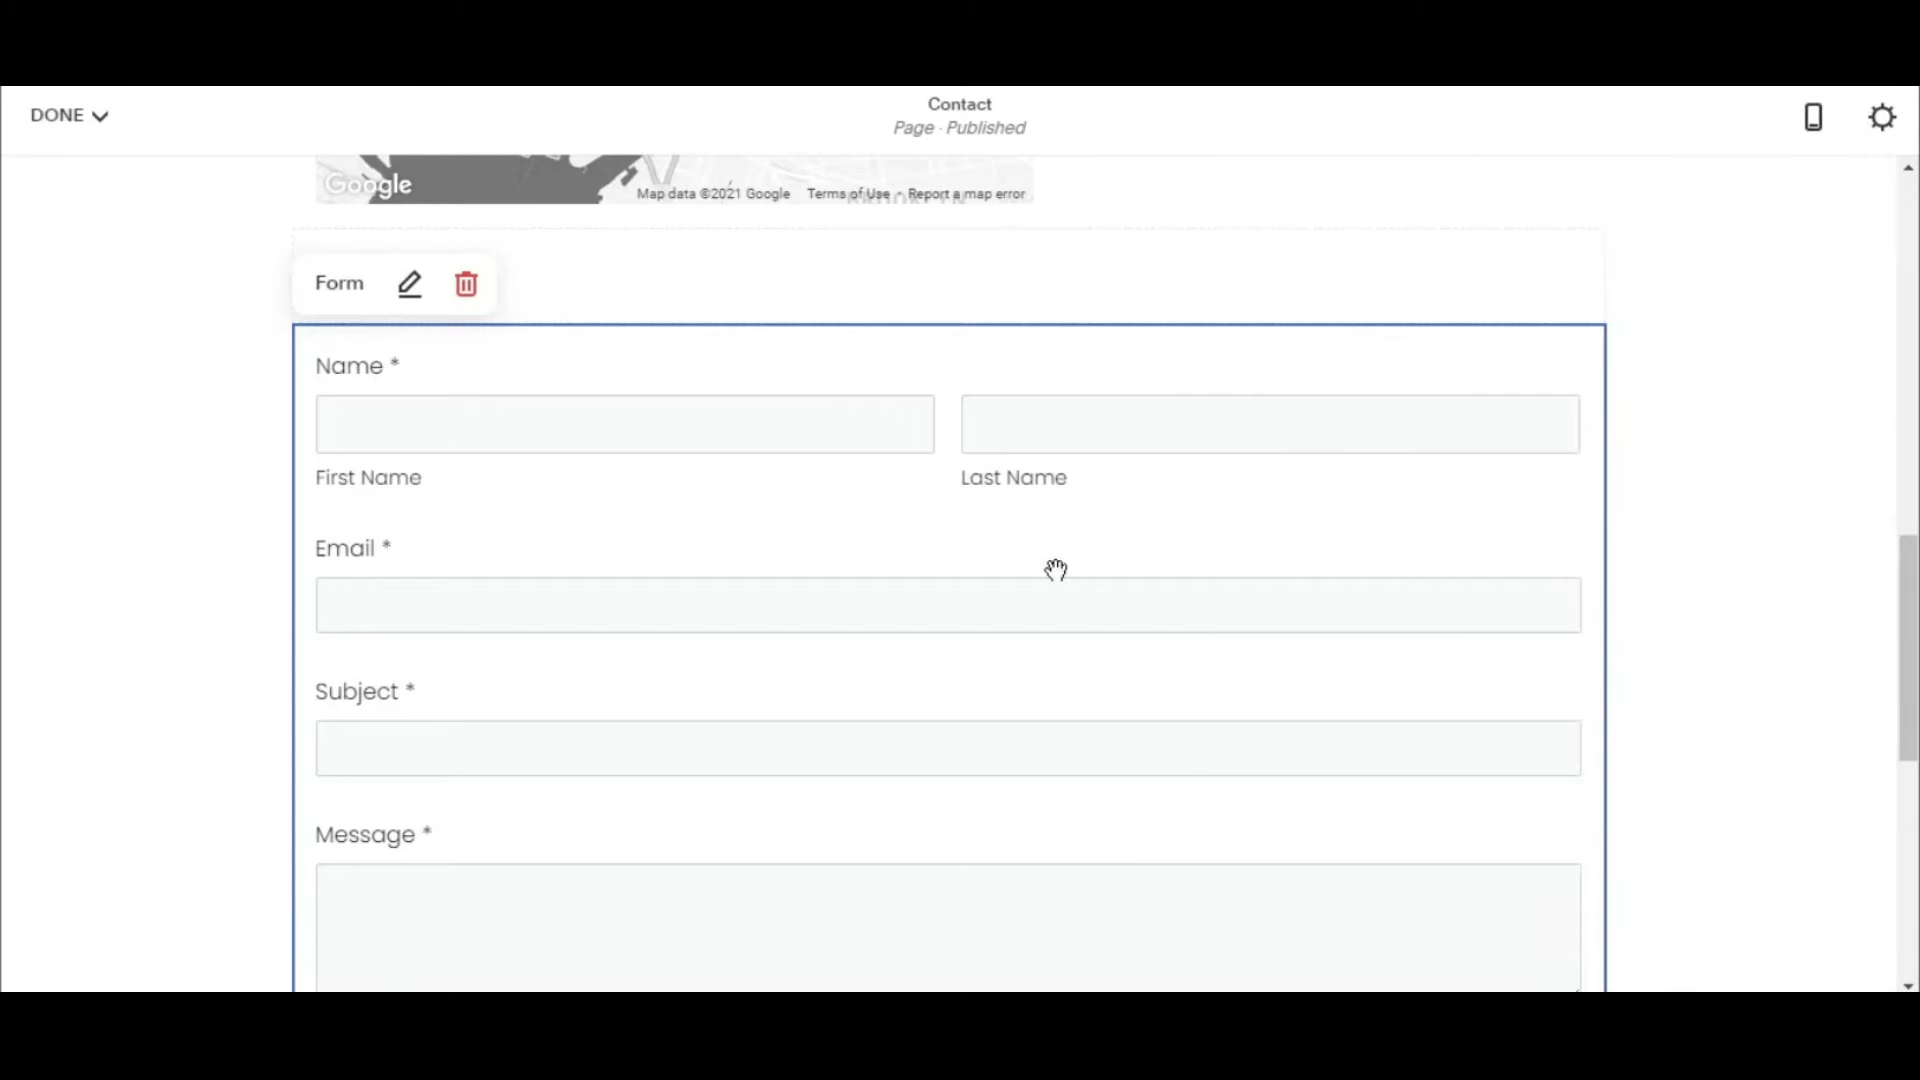 DONE
Contact
Page · Published
Google
Map data ©2021 Google Terms of Use Report a map error
Form
Name *
First Name Last Name
Email *
Subject *
Message *